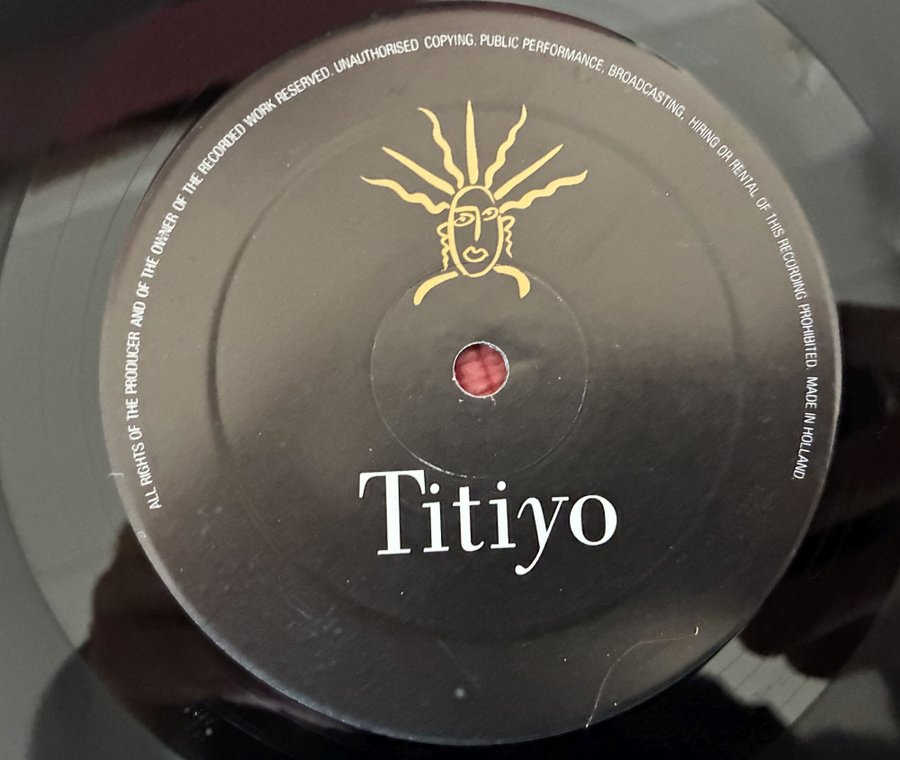 ALL RIGHTS OF THE PRODUCER AND OF THE OWNER OF THE RECORDED WORK RESERVED. UNAUTHORISED COPYING, PUBLIC PERFORMANCE, BROADCASTING, HIRING OR RENTAL OF THIS RECORDING PROHIBITED. MADE IN HOLLAND.
Titiyo